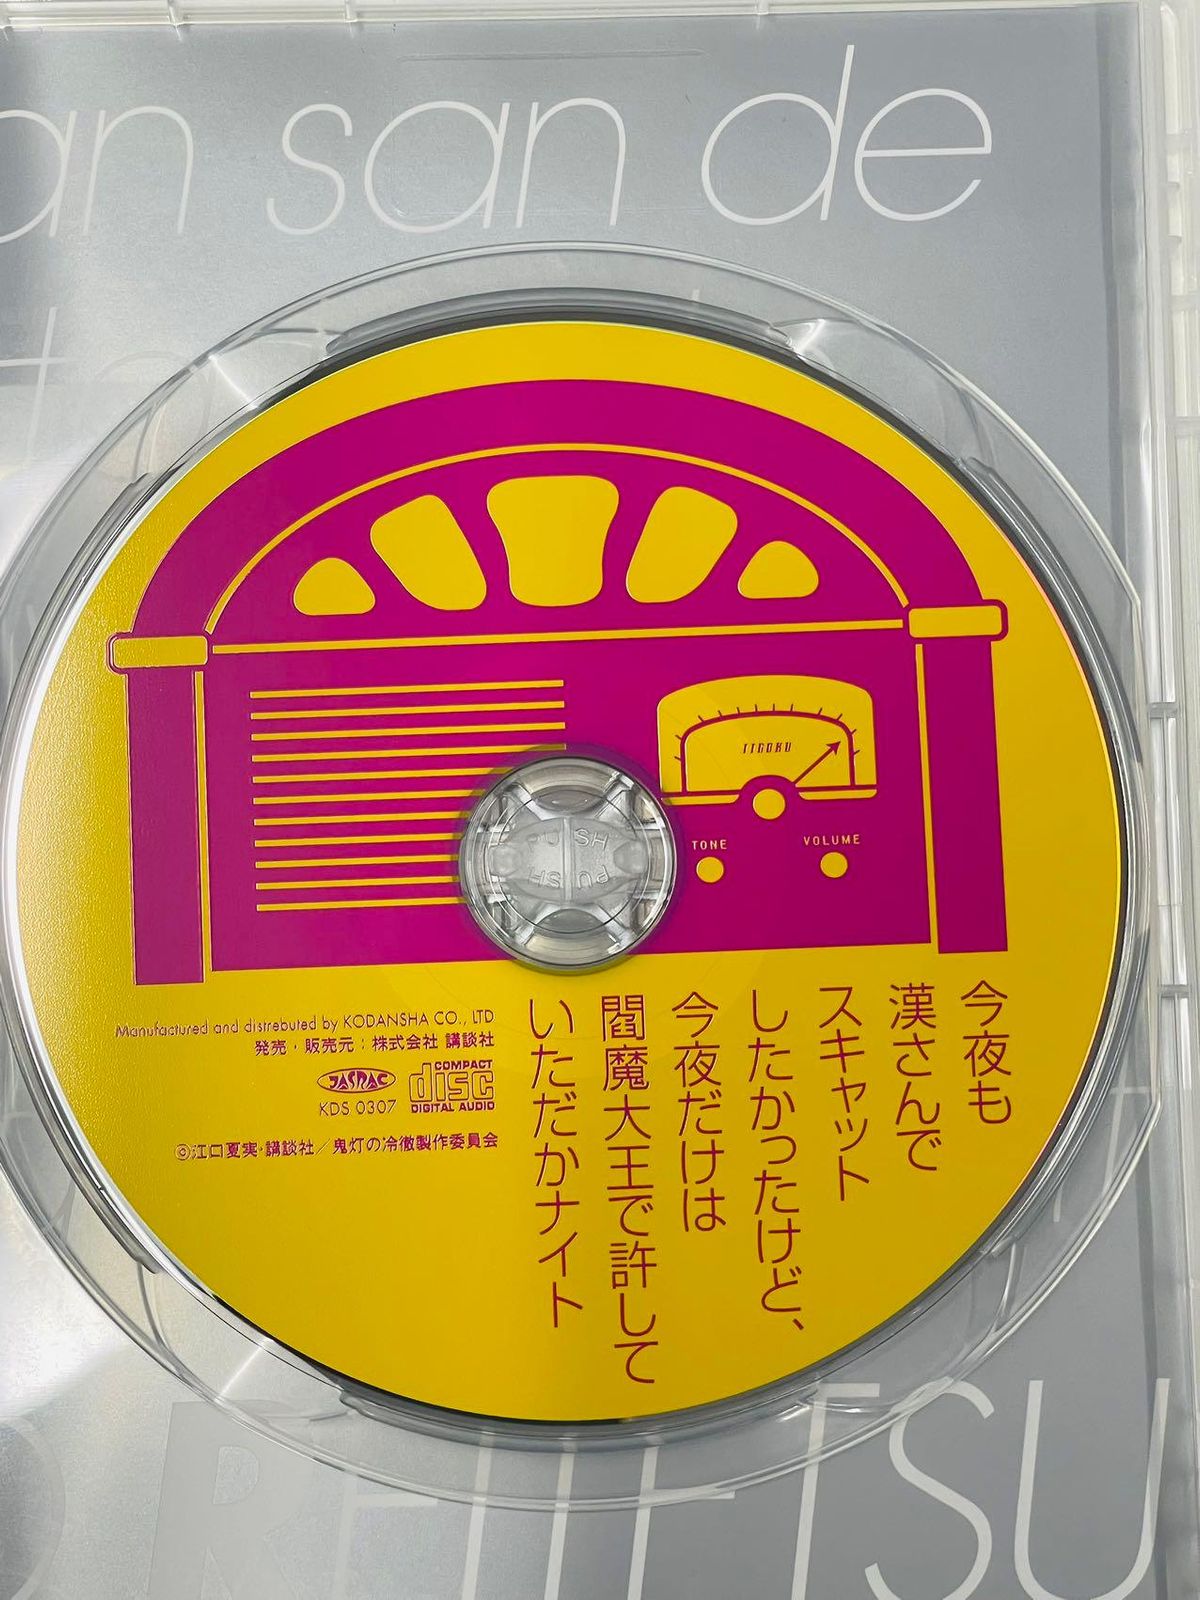 an san de
TIGOKU
TONE
VOLUME
PUSH
PUSH
今夜も
漢さんで
スキャット
したかったけど、
今夜だけは
閻魔大王で許して
いただかナイト
Manufactured and distrebuted by KODANSHA CO., LTD
発売・販売元：株式会社 講談社
JASRAC
COMPACT
disc
DIGITAL AUDIO
KDS 0307
©江口夏実・講談社／鬼灯の冷徹製作委員会
REITETSU